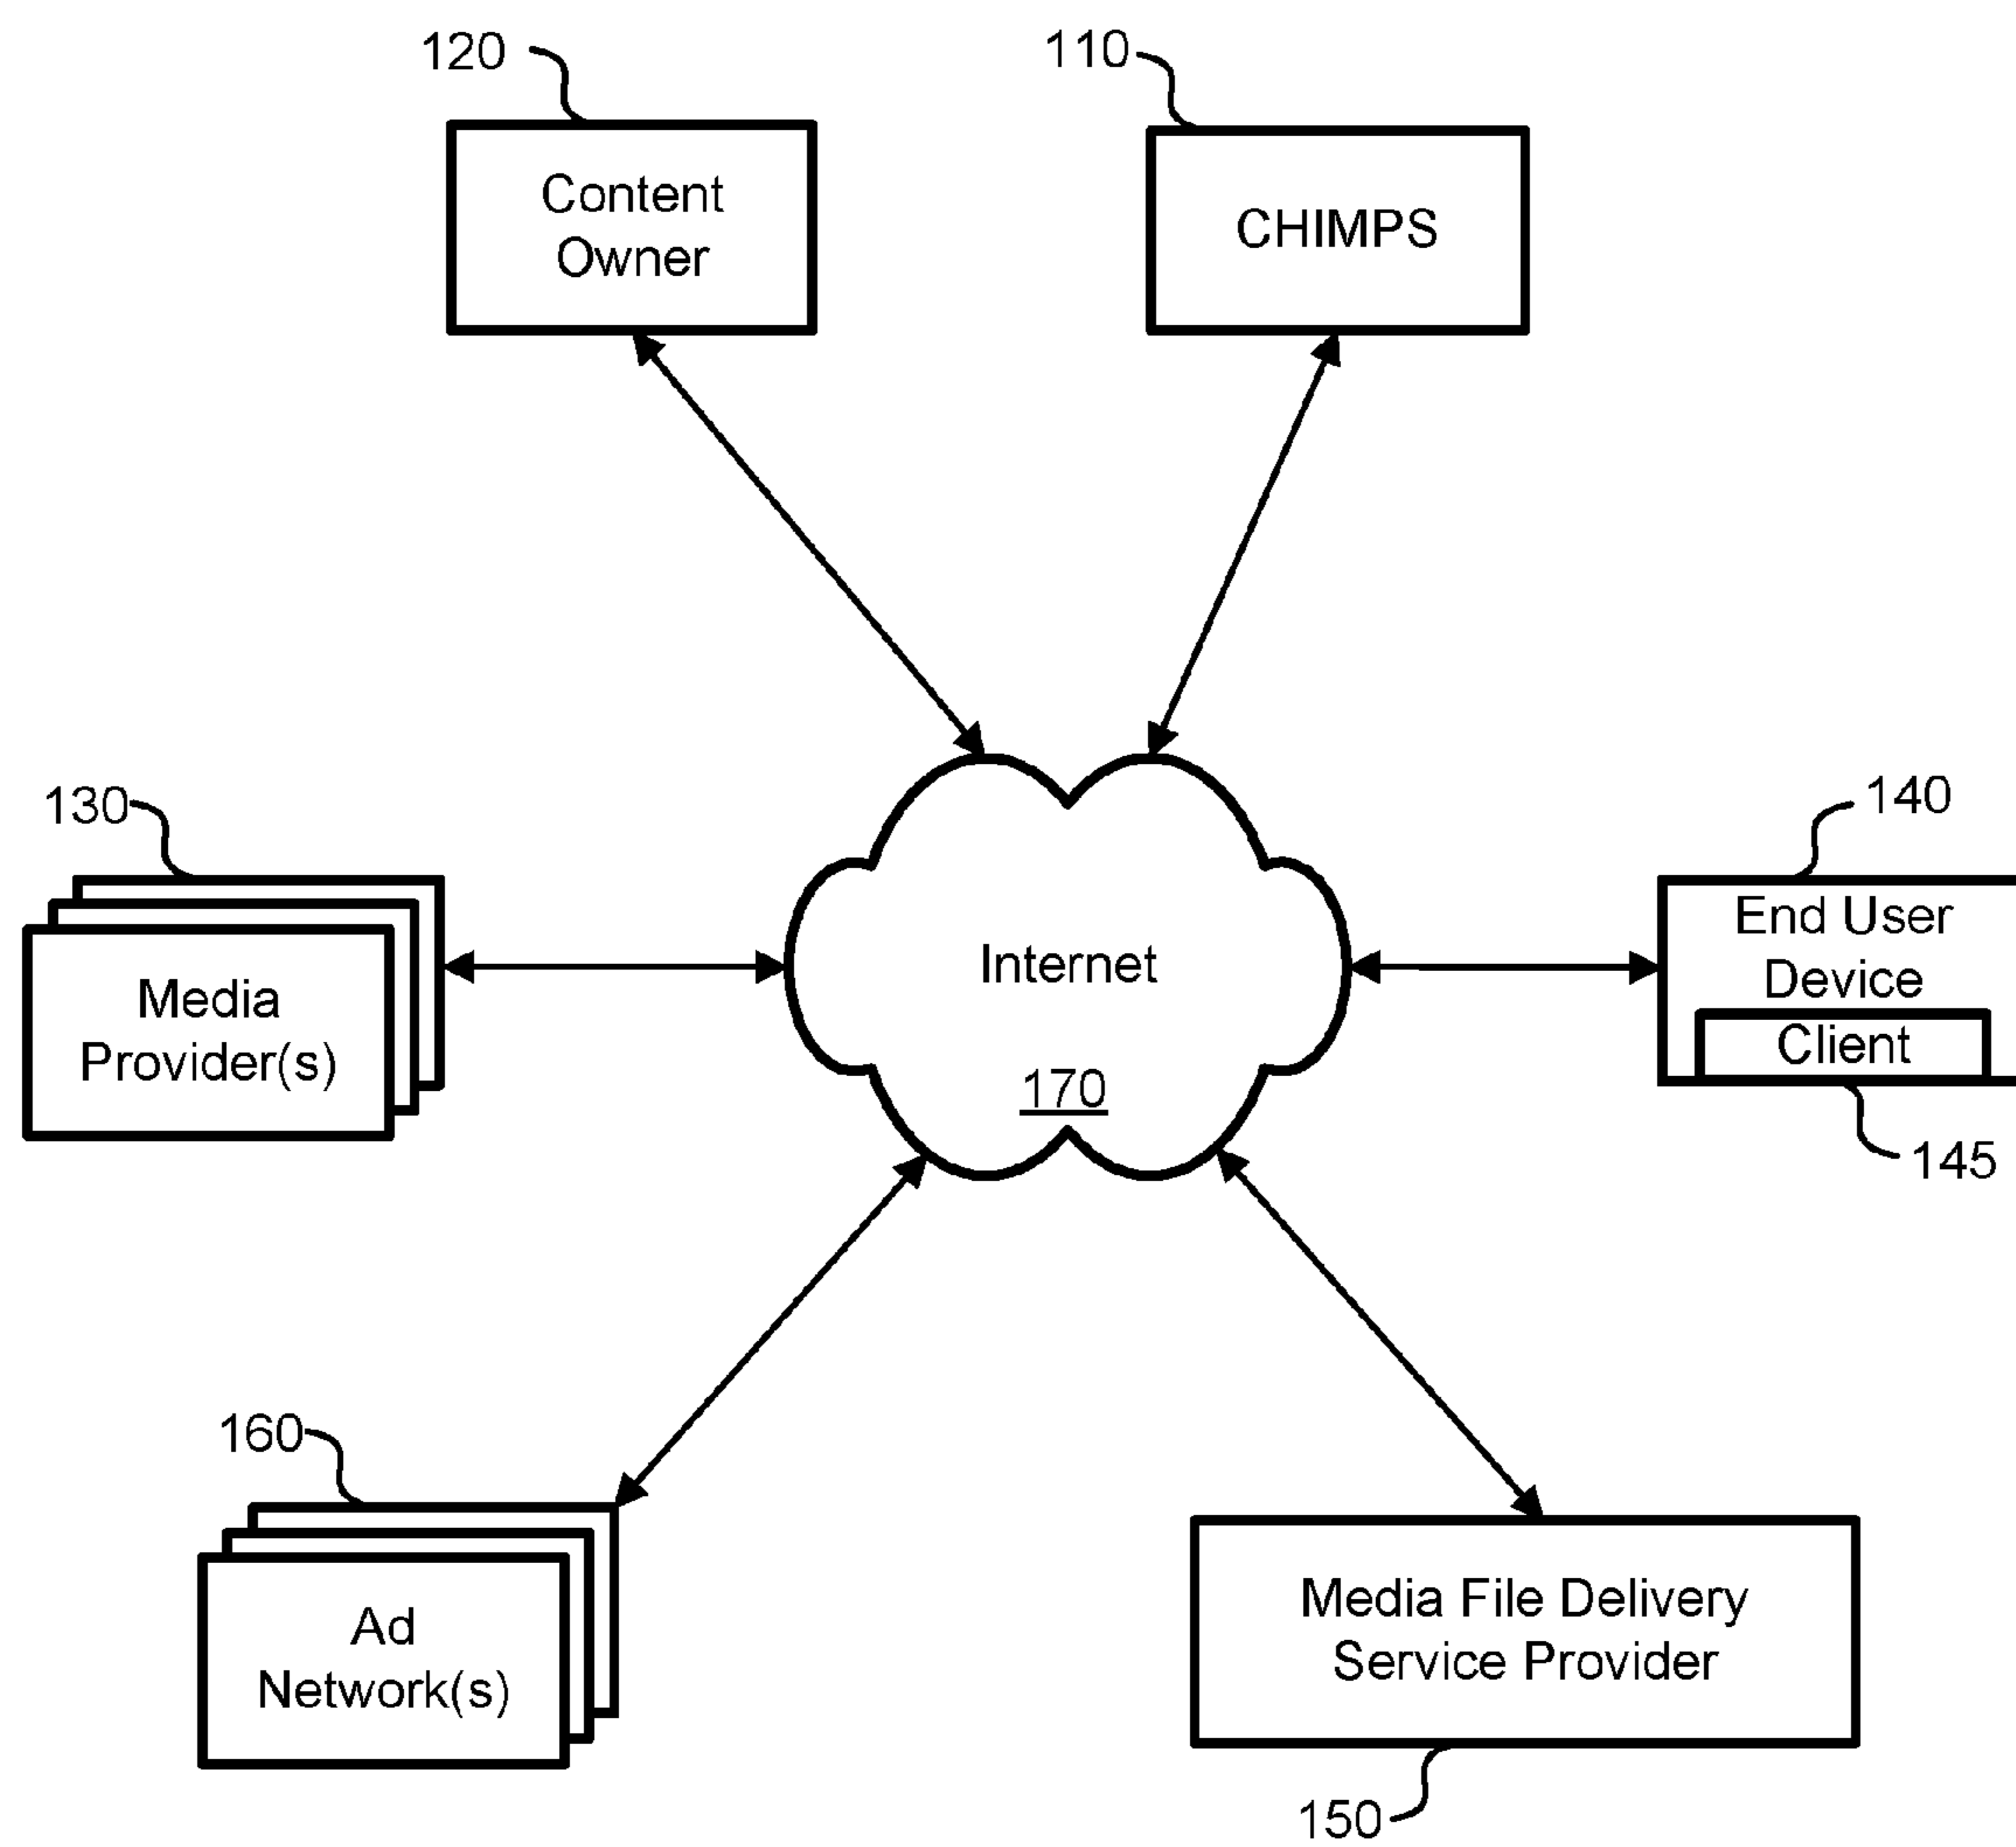 120
110
Content
Owner
CHIMPS
130
140
Media
Provider(s)
Internet
170
End User
Device
Client
145
160
Ad
Network(s)
Media File Delivery
Service Provider
150